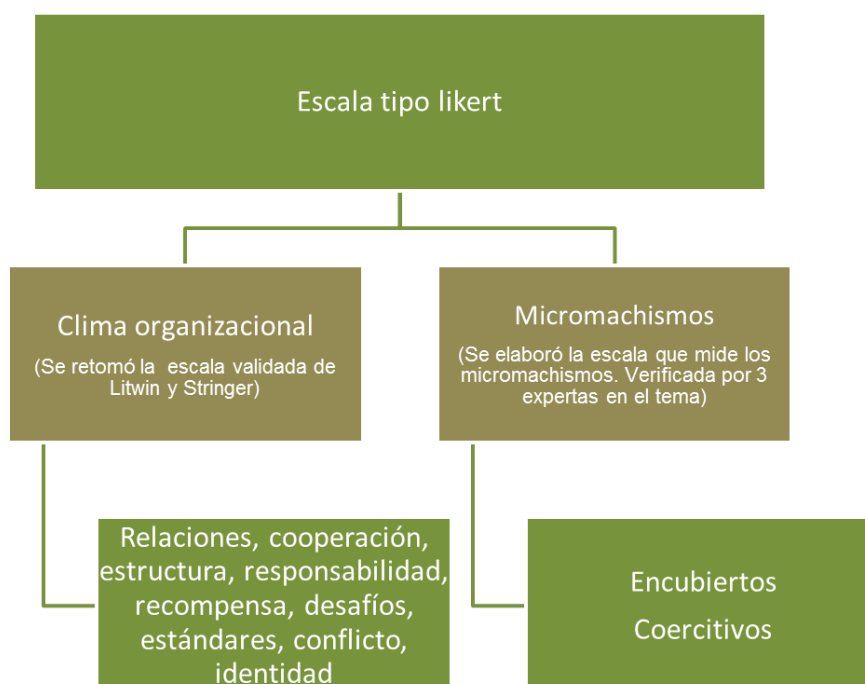 Escala tipo likert
Clima organizacional
(Se retomó la escala validada de
Litwin y Stringer)
Micromachismos
(Se elaboró la escala que mide los
micromachismos. Verificada por 3
expertas en el tema)
Relaciones, cooperación,
estructura, responsabilidad,
recompensa, desafíos,
estándares, conflicto,
identidad
Encubiertos
Coercitivos